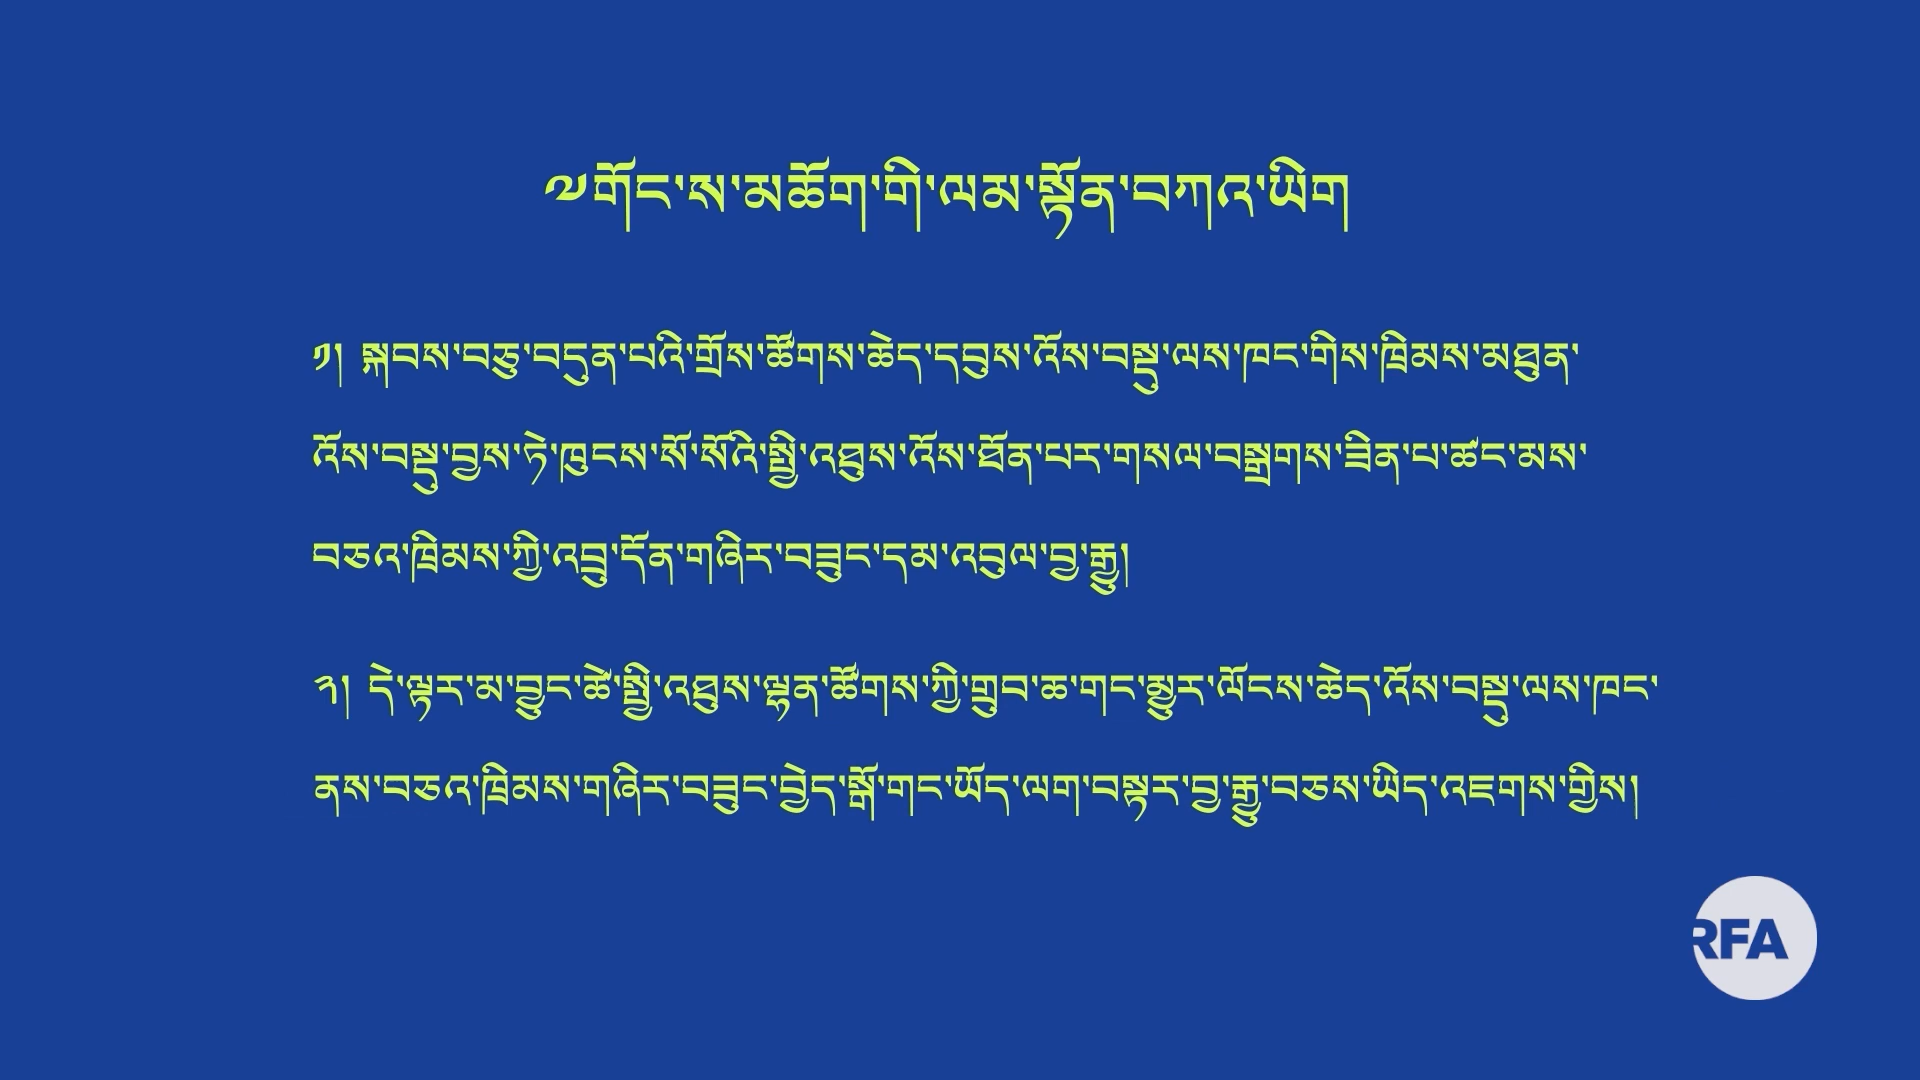 ༧གོང་ས་མཆོག་གི་ལམ་སྟོན་བཀའ་ཡིག
༡། སྐབས་བཅུ་བདུན་པའི་གྲོས་ཚོགས་ཆེད་དབུས་འོས་བསྡུ་ལས་ཁང་གིས་ཁྲིམས་མཐུན་
འོས་བསྡུ་བྱས་ཏེ་ཁུངས་སོ་སོའི་སྤྱི་འཐུས་འོས་ཐོན་པར་གསལ་བསྒྲགས་ཟིན་པ་ཚང་མས་
བཅའ་ཁྲིམས་ཀྱི་འབྲུ་དོན་གཞིར་བཟུང་དམ་འབུལ་བྱ་རྒྱུ།
༢། དེ་ལྟར་མ་བྱུང་ཚེ་སྤྱི་འཐུས་ལྷན་ཚོགས་ཀྱི་གྲུབ་ཆ་གང་མྱུར་ལོངས་ཆེད་འོས་བསྡུ་ལས་ཁང་
ནས་བཅའ་ཁྲིམས་གཞིར་བཟུང་བྱེད་སྒོ་གང་ཡོད་ལག་བསྟར་བྱ་རྒྱུ་བཅས་ཡིད་འཇགས་གྱིས།
RFA